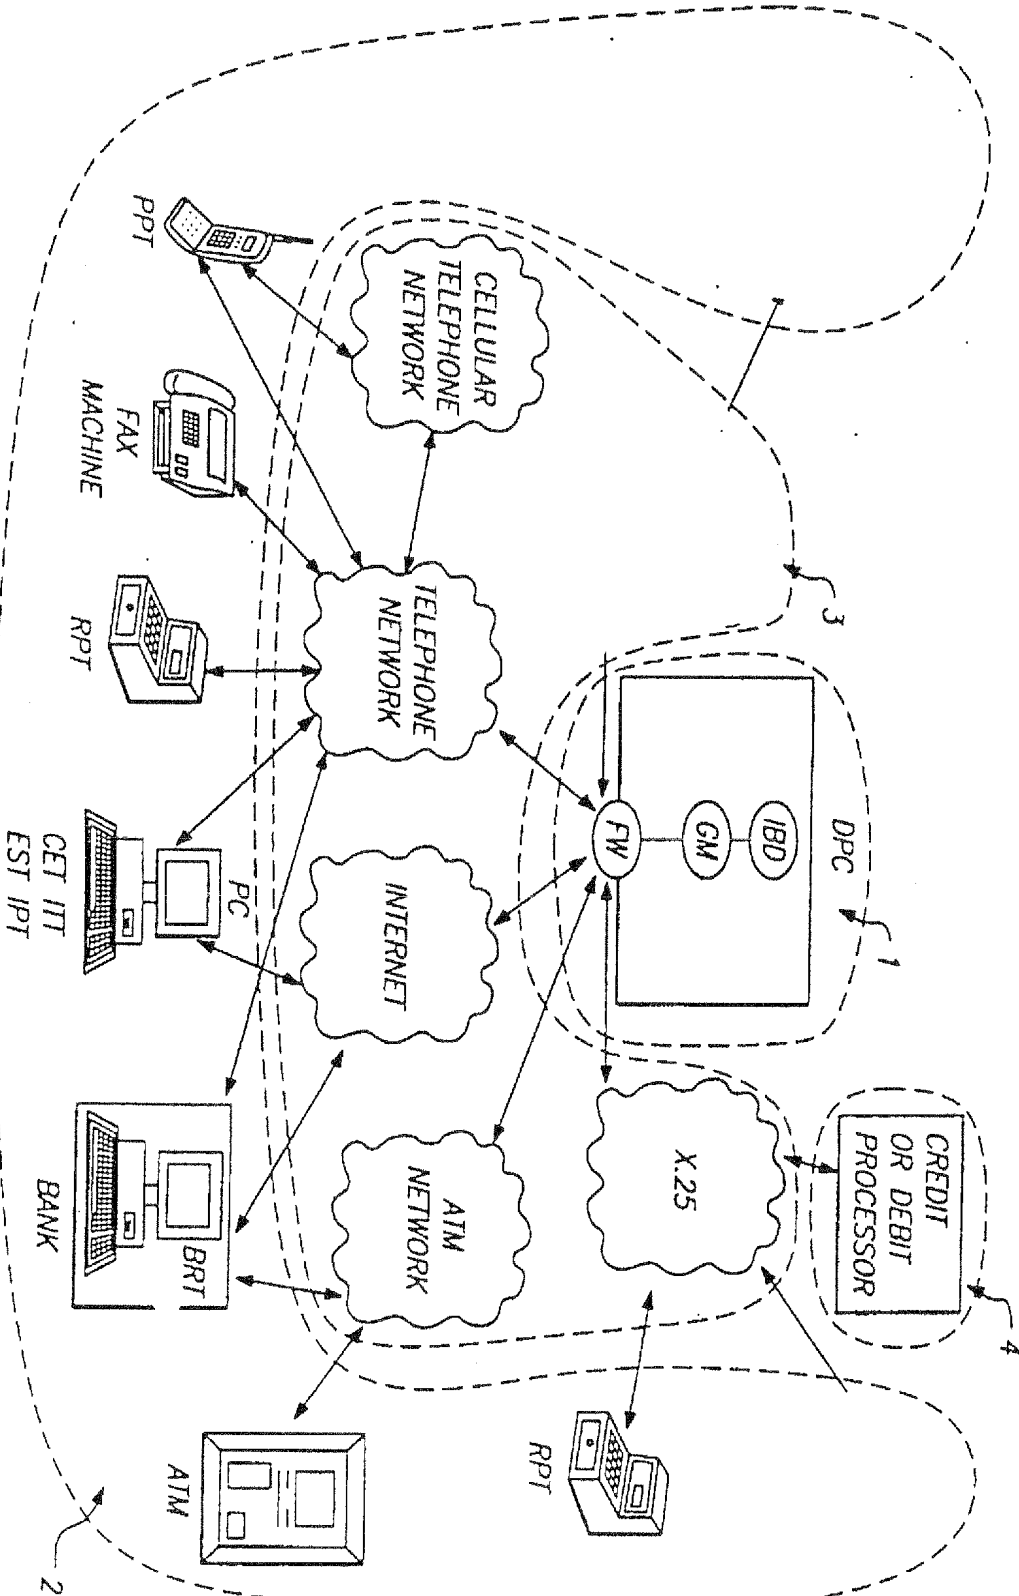 DPC
1
IBD
GM
FW
CREDIT
OR DEBIT
PROCESSOR
4
3
CELLULAR
TELEPHONE
NETWORK
TELEPHONE
NETWORK
INTERNET
X.25
ATM
NETWORK
PPT
FAX
MACHINE
RPT
PC
CET ITT
EST IPT
BRT
BANK
ATM
RPT
2